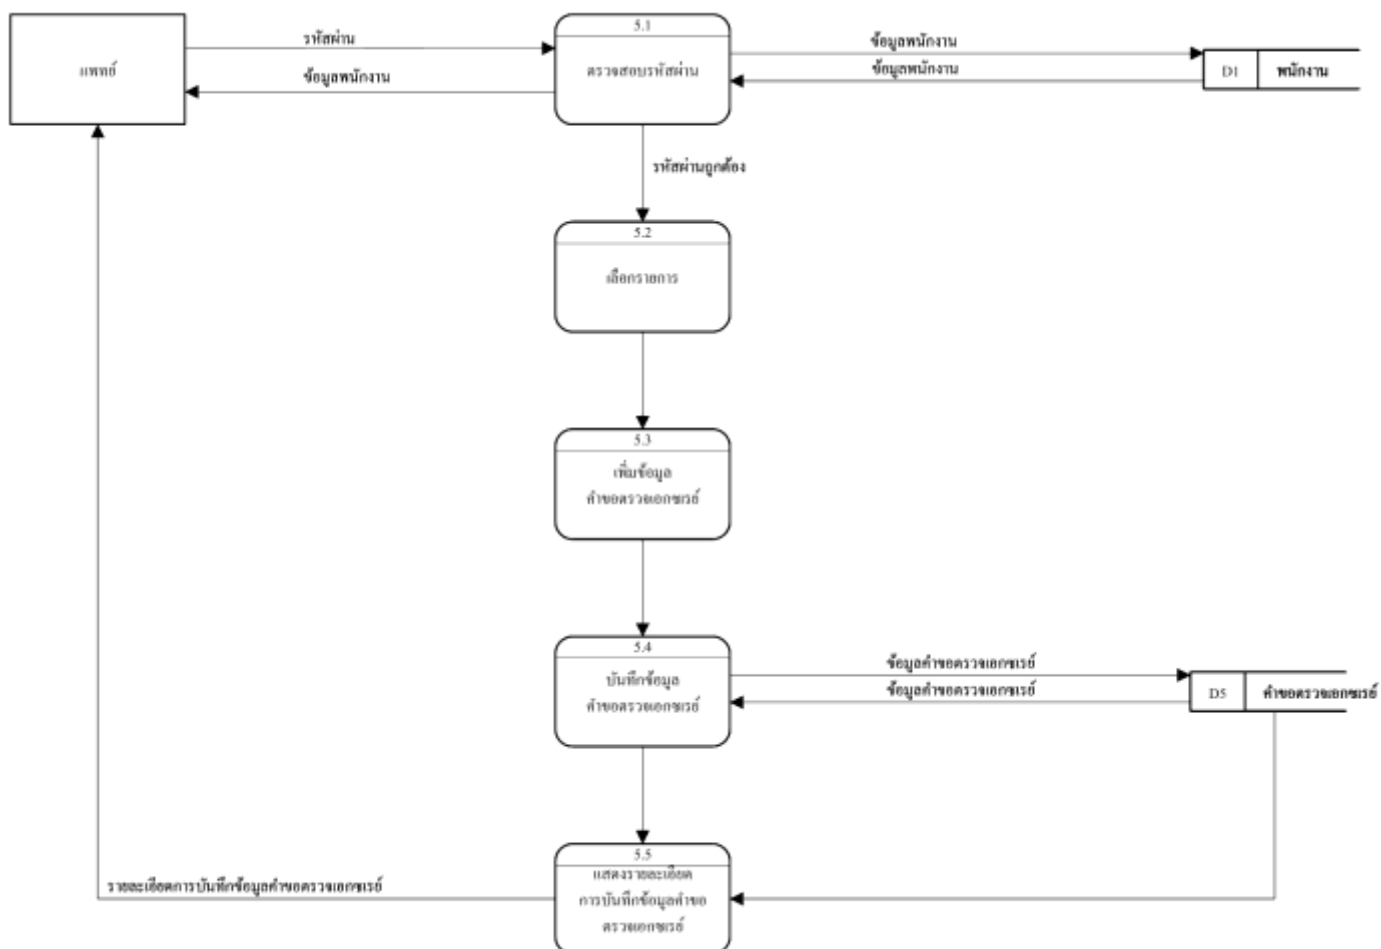 5.1
รหัสผ่าน
ข้อมูลพนักงาน
แพทย์
ตรวจสอบรหัสผ่าน
ข้อมูลพนักงาน
ข้อมูลพนักงาน
D1 พนักงาน
รหัสผ่านถูกต้อง
5.2
เลือกรายการ
5.3
เพิ่มข้อมูล
คำขอตรวจเอกซเรย์
5.4
บันทึกข้อมูล
คำขอตรวจเอกซเรย์
ข้อมูลคำขอตรวจเอกซเรย์
ข้อมูลคำขอตรวจเอกซเรย์
D5 คำขอตรวจเอกซเรย์
5.5
แสดงรายละเอียด
การบันทึกข้อมูลคำขอ
ตรวจเอกซเรย์
รายละเอียดการบันทึกข้อมูลคำขอตรวจเอกซเรย์